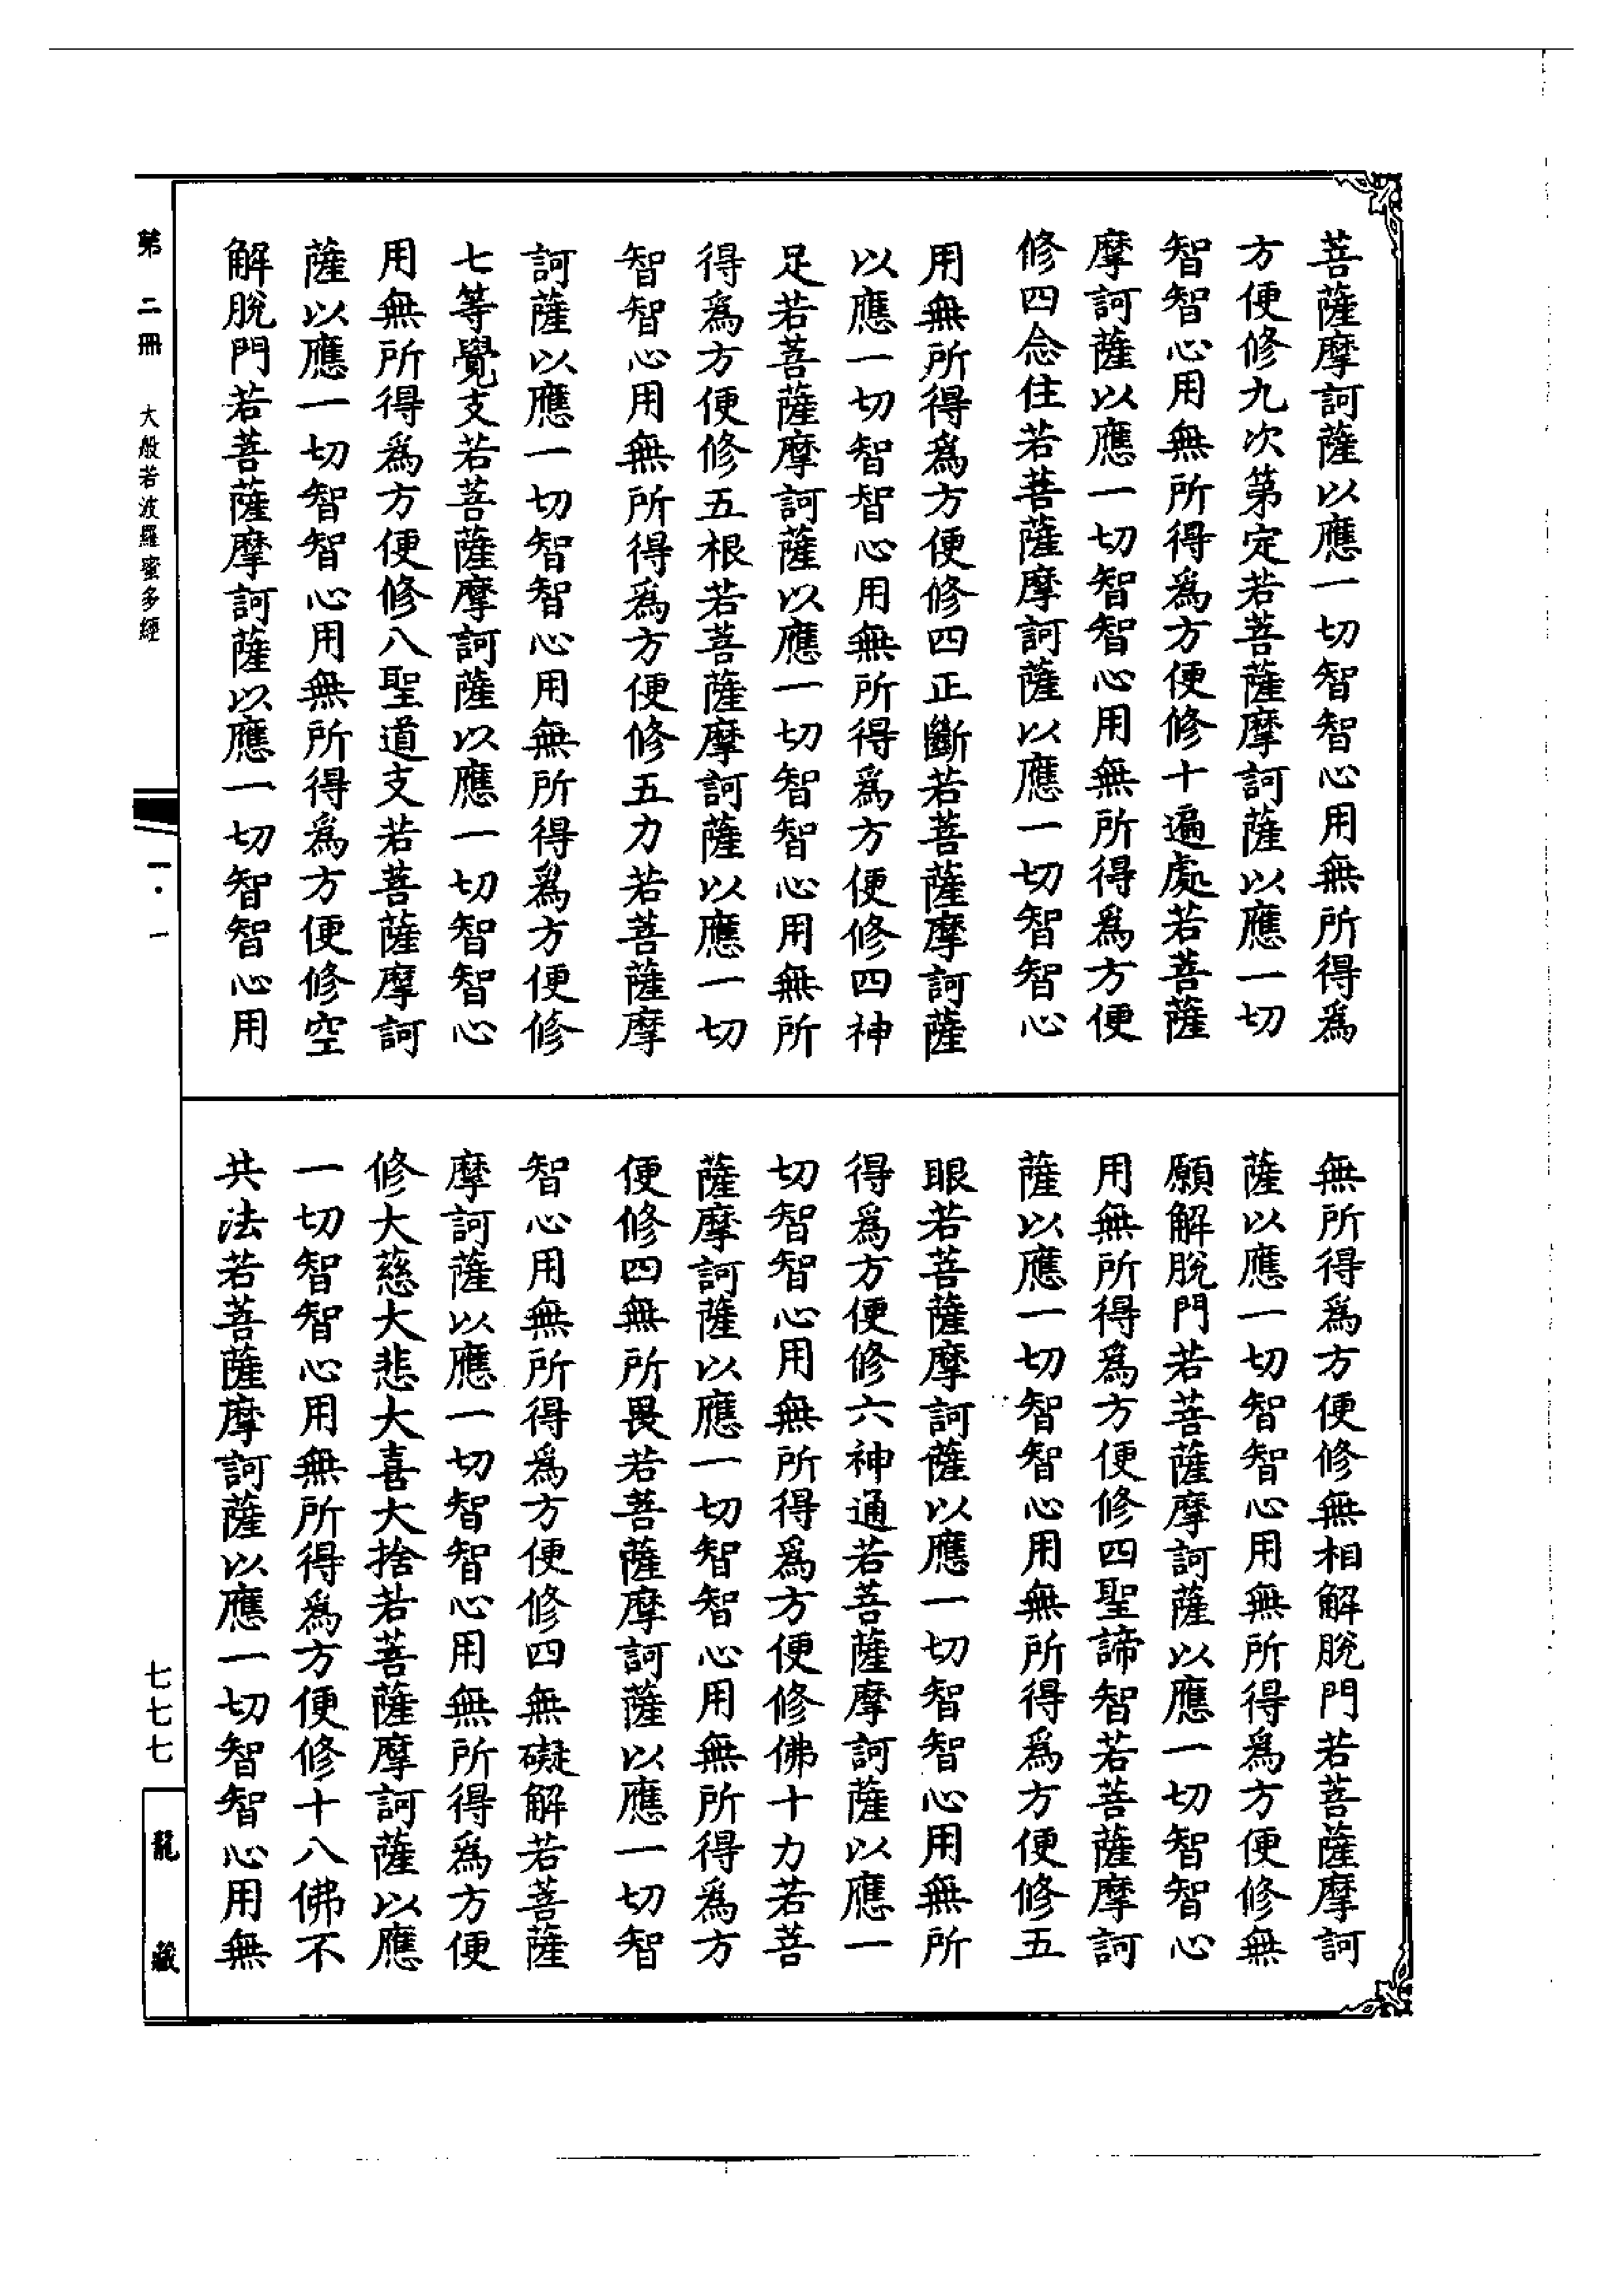 菩薩摩訶薩以應一切智智心用無所得爲
方便修九次第定若菩薩摩訶薩以應一切
智智心用無所得爲方便修十遍處若菩薩
摩訶薩以應一切智智心用無所得爲方便
修四念住若菩薩摩訶薩以應一切智智心
用無所得爲方便修四正斷若菩薩摩訶薩
以應一切智智心用無所得爲方便修四神
足若菩薩摩訶薩以應一切智智心用無所
得爲方便修五根若菩薩摩訶薩以應一切
智智心用無所得爲方便修五力若菩薩摩
訶薩以應一切智智心用無所得爲方便修
七等覺支若菩薩摩訶薩以應一切智智心
用無所得爲方便修八聖道支若菩薩摩訶
薩以應一切智智心用無所得爲方便修空
解脫門若菩薩摩訶薩以應一切智智心用
無所得爲方便修無相解脫門若菩薩摩訶
薩以應一切智智心用無所得爲方便修無
願解脫門若菩薩摩訶薩以應一切智智心
用無所得爲方便修四聖諦智若菩薩摩訶
薩以應一切智智心用無所得爲方便修五
眼若菩薩摩訶薩以應一切智智心用無所
得爲方便修六神通若菩薩摩訶薩以應一
切智智心用無所得爲方便修佛十力若菩
薩摩訶薩以應一切智智心用無所得爲方
便修四無所畏若菩薩摩訶薩以應一切智
智心用無所得爲方便修四無礙解若菩薩
摩訶薩以應一切智智心用無所得爲方便
修大慈大悲大喜大捨若菩薩摩訶薩以應
一切智智心用無所得爲方便修十八佛不
共法若菩薩摩訶薩以應一切智智心用無
第二冊 大般若波羅蜜多經 一·一 七七七 龍藏